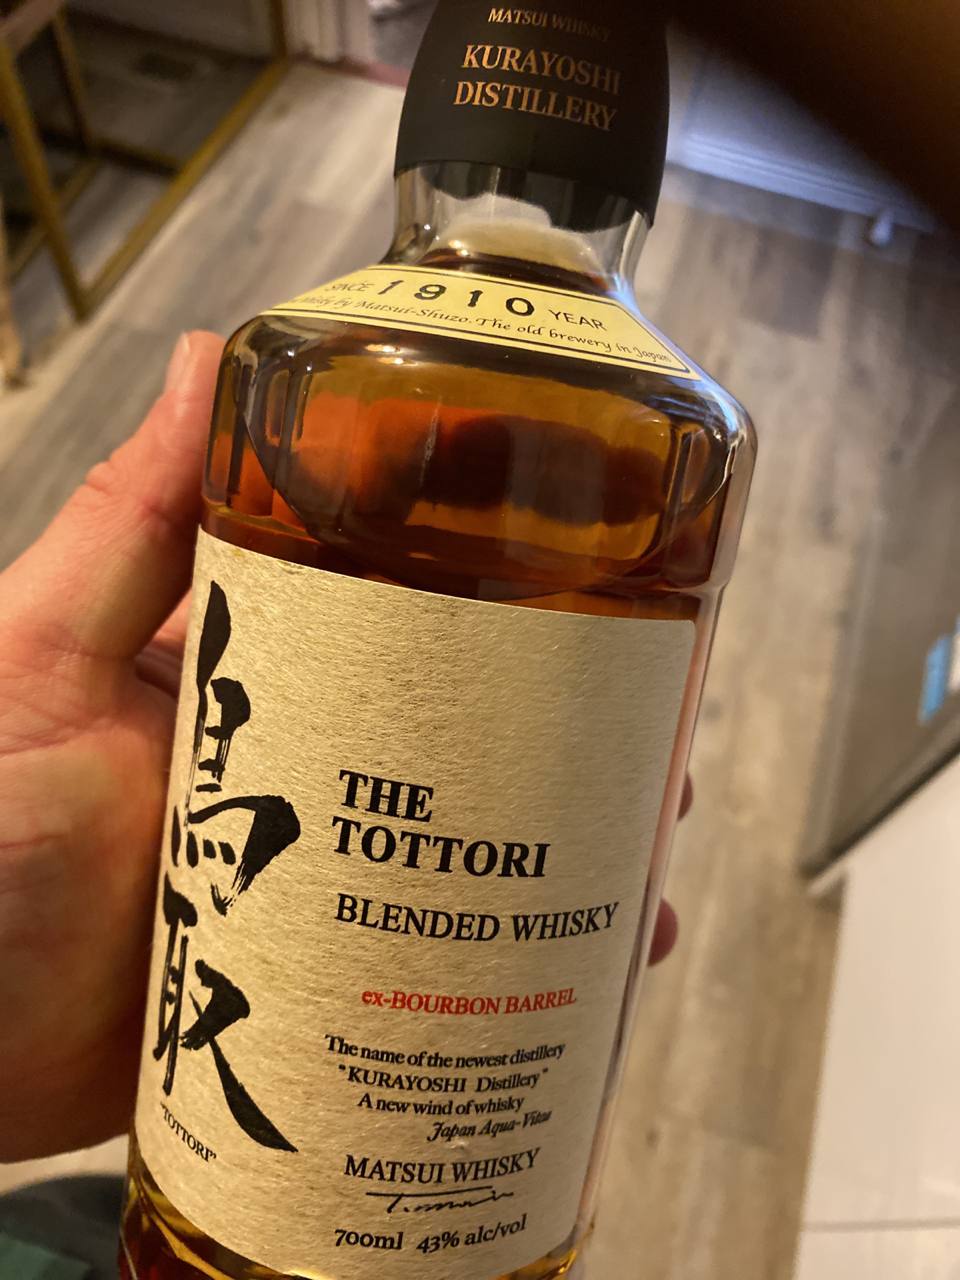 MATSUI WHISKY
KURAYOSHI
DISTILLERY
SINCE 1910 YEAR
Whisky by Matsui-Shuzo. The old brewery in Japan
鳥取
"TOTTORI"
THE
TOTTORI
BLENDED WHISKY
ex-BOURBON BARREL
The name of the newest distillery
"KURAYOSHI Distillery"
A new wind of whisky
Japan Aqua-Vitae
MATSUI WHISKY
700ml 43% alc/vol